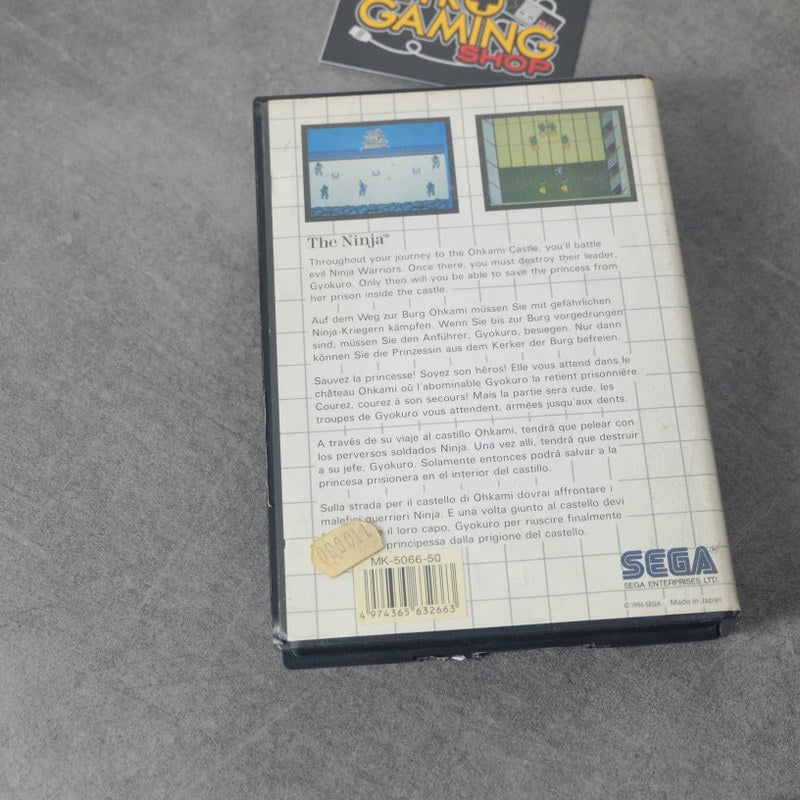 GAMING
SHOP
The Ninja™
Throughout your journey to the Ohkami Castle, you'll battle
evil Ninja Warriors. Once there, you must destroy their leader,
Gyokuro. Only then will you be able to save the princess from
her prison inside the castle.
Auf dem Weg zur Burg Ohkami müssen Sie mit gefährlichen
Ninja-Kriegern kämpfen. Wenn Sie bis zur Burg vorgedrungen
sind, müssen Sie den Anführer, Gyokuro, besiegen. Nur dann
können Sie die Prinzessin aus dem Kerker der Burg befreien.
Sauvez la princesse! Soyez son héros! Elle vous attend dans le
château Ohkami où l'abominable Gyokuro la retient prisonnière.
Courez, courez à son secours! Mais la partie sera rude, les
troupes de Gyokuro vous attendent, armées jusqu'aux dents.
A través de su viaje al castillo Ohkami, tendrá que pelear con
los perversos soldados Ninja. Una vez allí, tendrá que destruir
a su jefe, Gyokuro. Solamente entonces podrá salvar a la
princesa prisionera en el interior del castillo.
Sulla strada per il castello di Ohkami dovrai affrontare i
malefici guerrieri Ninja. E una volta giunto al castello devi
il loro capo, Gyokuro per riuscire finalmente
principessa dalla prigione del castello.
MK-5066-50
4 974365 632663
SEGA®
SEGA ENTERPRISES LTD.
© 1986 SEGA Made in Japan